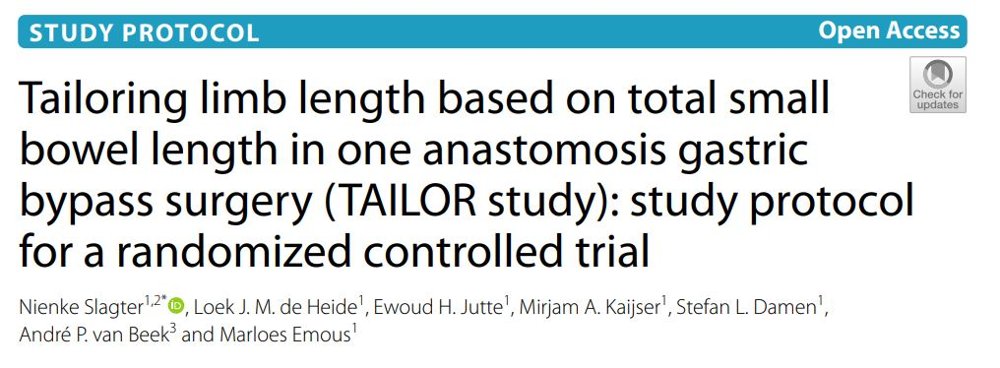 STUDY PROTOCOL
Open Access
Check for
updates
Tailoring limb length based on total small
bowel length in one anastomosis gastric
bypass surgery (TAILOR study): study protocol
for a randomized controlled trial
Nienke Slagter1,2* iD, Loek J. M. de Heide1, Ewoud H. Jutte1, Mirjam A. Kaijser1, Stefan L. Damen1,
André P. van Beek3 and Marloes Emous1